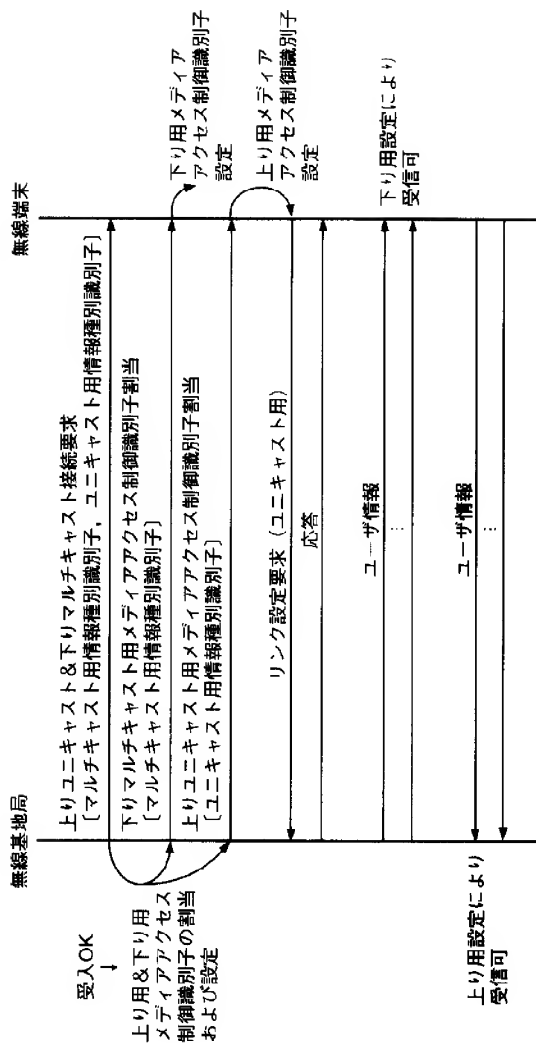 無線基地局
無線端末
受入OK
上り用&下り用
メディアアクセス
制御識別子の割当
および設定
上りユニキャスト&下りマルチキャスト接続要求
〔マルチキャスト用情報種別識別子,ユニキャスト用情報種別識別子〕
下りマルチキャスト用メディアアクセス制御識別子割当
〔マルチキャスト用情報種別識別子〕
下り用メディア
アクセス制御識別子
設定
上りユニキャスト用メディアアクセス制御識別子割当
〔ユニキャスト用情報種別識別子〕
上り用メディア
アクセス制御識別子
設定
リンク設定要求(ユニキャスト用)
応答
ユーザ情報
⋮
下り用設定により
受信可
ユーザ情報
⋮
上り用設定により
受信可